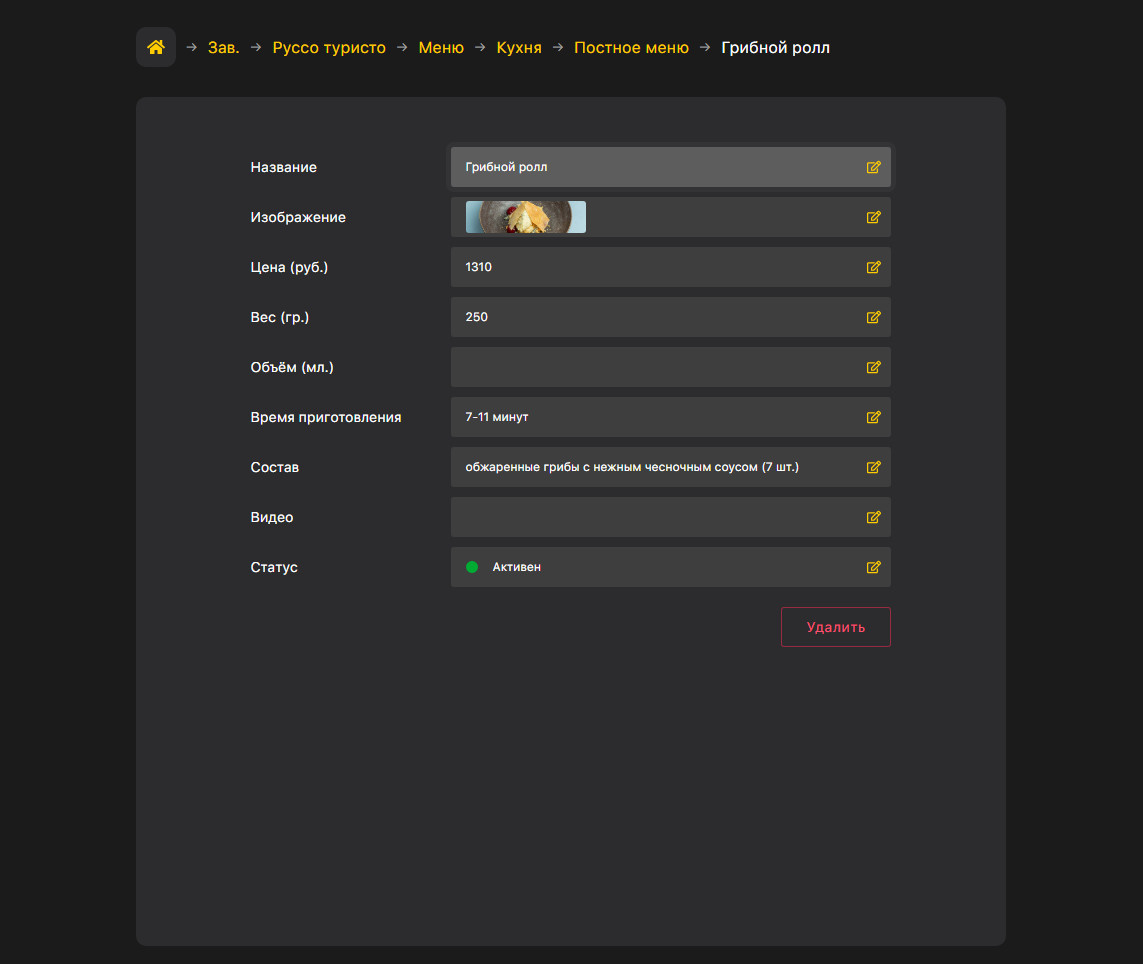 → Зав. → Руссо туристо → Меню → Кухня → Постное меню → Грибной ролл
Название Грибной ролл
Изображение
Цена (руб.) 1310
Вес (гр.) 250
Объём (мл.)
Время приготовления 7-11 минут
Состав обжаренные грибы с нежным чесночным соусом (7 шт.)
Видео
Статус Активен
Удалить